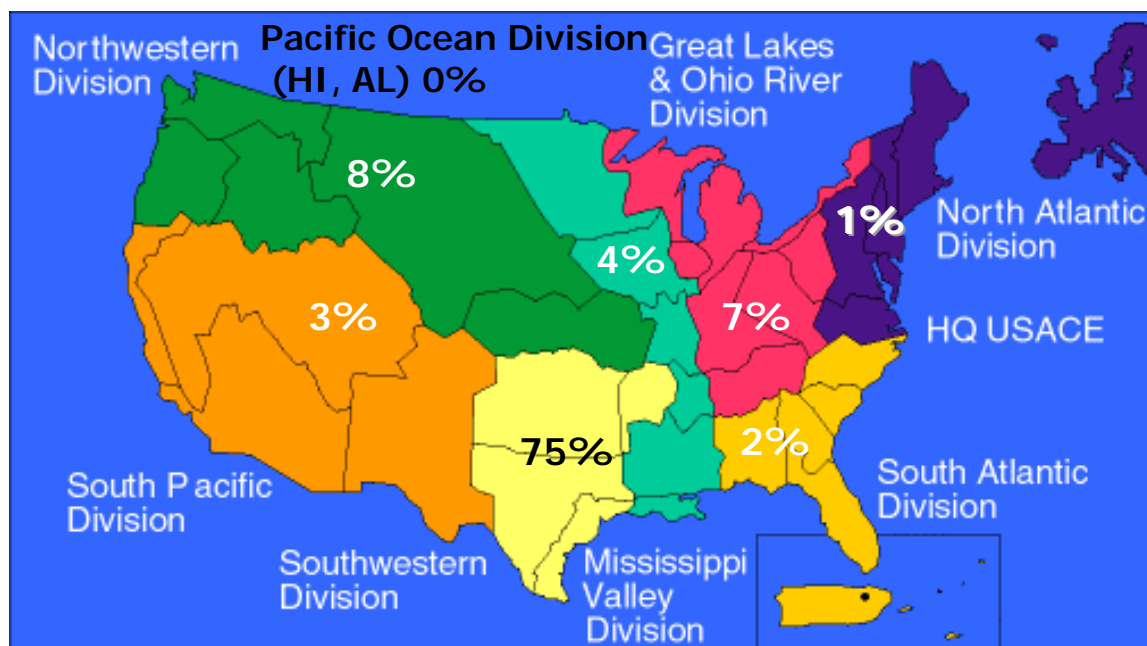 Northwestern
Division
Pacific Ocean Division
(HI, AL) 0%
Great Lakes
& Ohio River
Division
8%
1%
North Atlantic
Division
4%
3%
7%
HQ USACE
75%
2%
South Pacific
Division
South Atlantic
Division
Southwestern
Division
Mississippi
Valley
Division